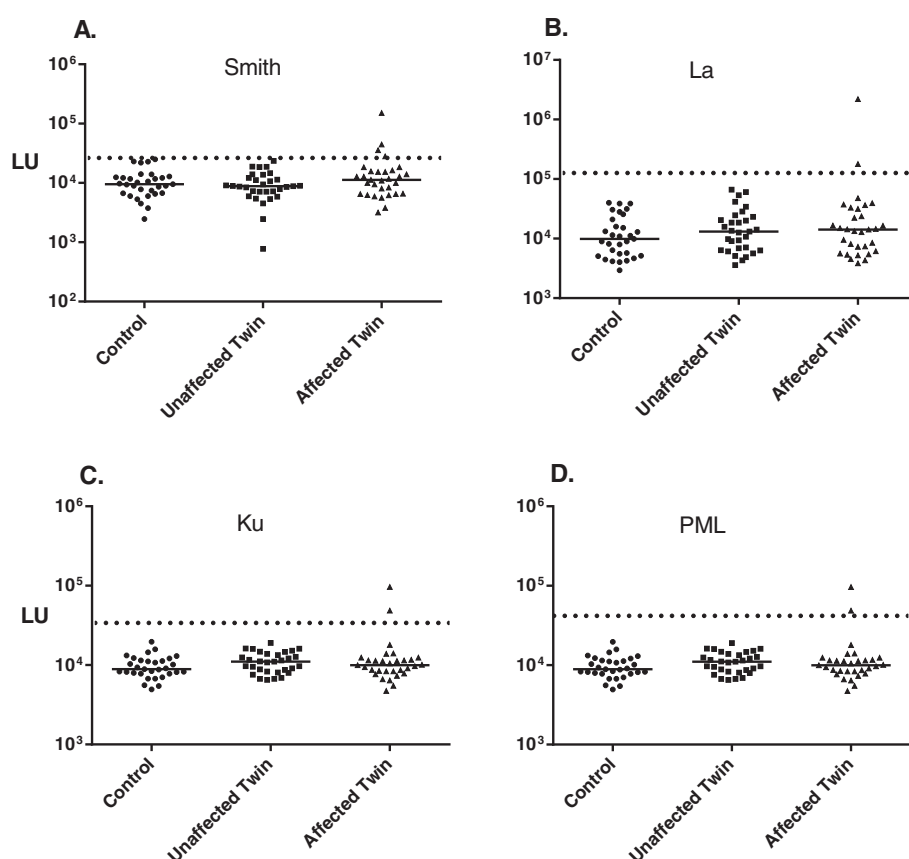 A.
Smith
LU
10⁶
10⁵
10⁴
10³
10²
Control
Unaffected Twin
Affected Twin
B.
La
10⁷
10⁶
10⁵
10⁴
10³
Control
Unaffected Twin
Affected Twin
C.
Ku
LU
10⁶
10⁵
10⁴
10³
Control
Unaffected Twin
Affected Twin
D.
PML
10⁶
10⁵
10⁴
10³
Control
Unaffected Twin
Affected Twin